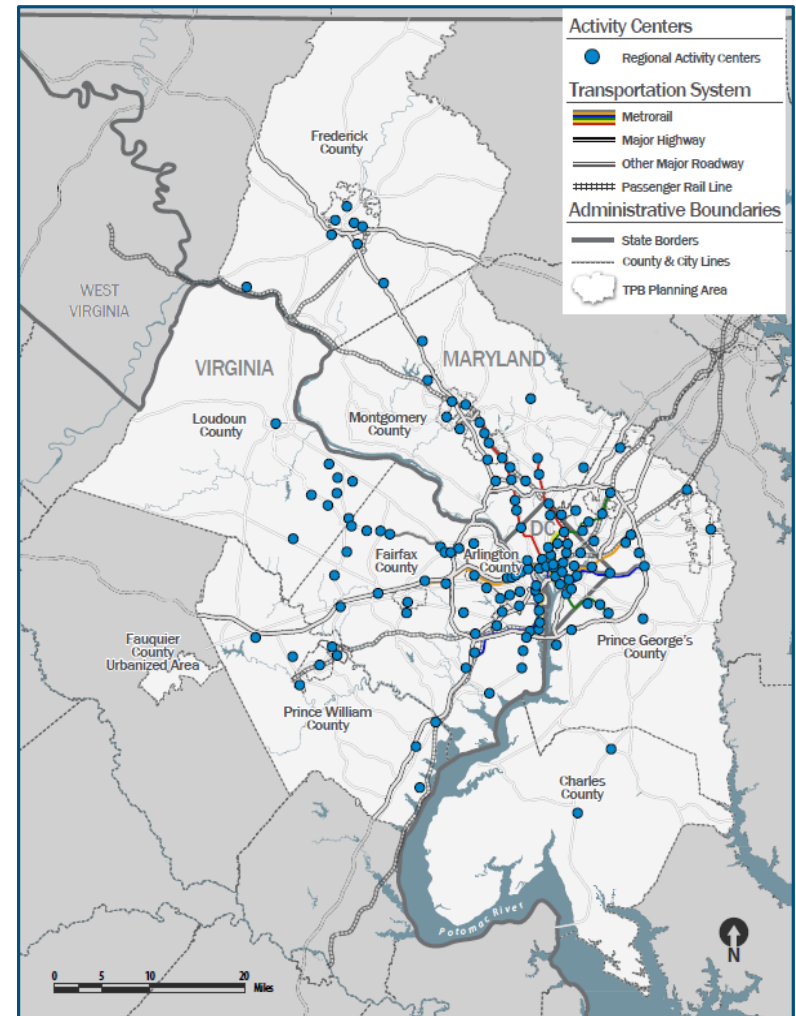 Activity Centers
Regional Activity Centers
Transportation System
Metrorail
Major Highway
Other Major Roadway
Passenger Rail Line
Administrative Boundaries
State Borders
County & City Lines
TPB Planning Area
Frederick
County
WEST
VIRGINIA
VIRGINIA
MARYLAND
Loudoun
County
Montgomery
County
DC
Fairfax
County
Arlington
County
Fauquier
County
Urbanized Area
Prince George's
County
Prince William
County
Charles
County
Potomac River
0 5 10 20
Miles
N